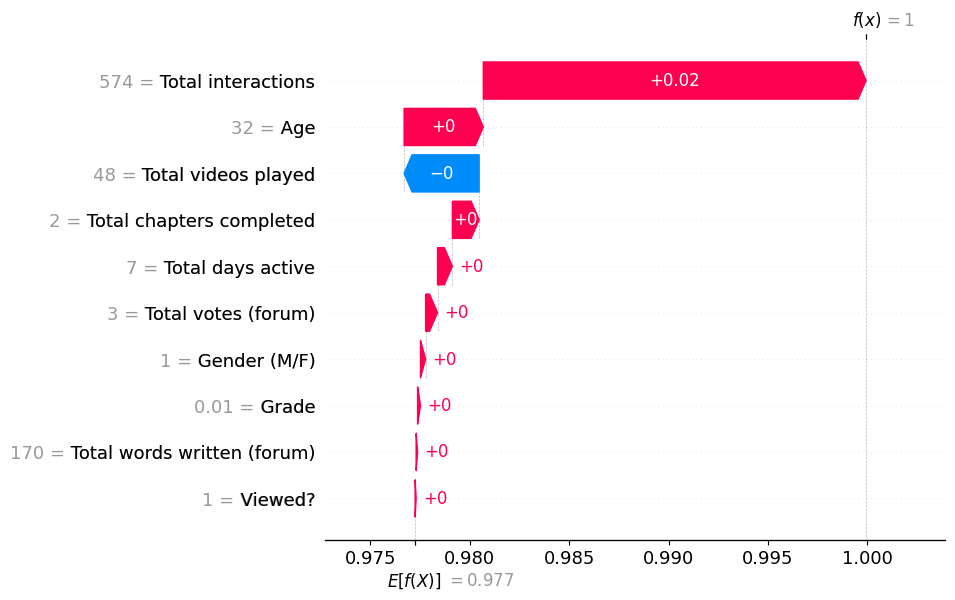 f(x) = 1
574 = Total interactions
+0.02
32 = Age
+0
48 = Total videos played
−0
2 = Total chapters completed
+0
7 = Total days active
+0
3 = Total votes (forum)
+0
1 = Gender (M/F)
+0
0.01 = Grade
+0
170 = Total words written (forum)
+0
1 = Viewed?
+0
0.975 0.980 0.985 0.990 0.995 1.000
E[f(X)] = 0.977